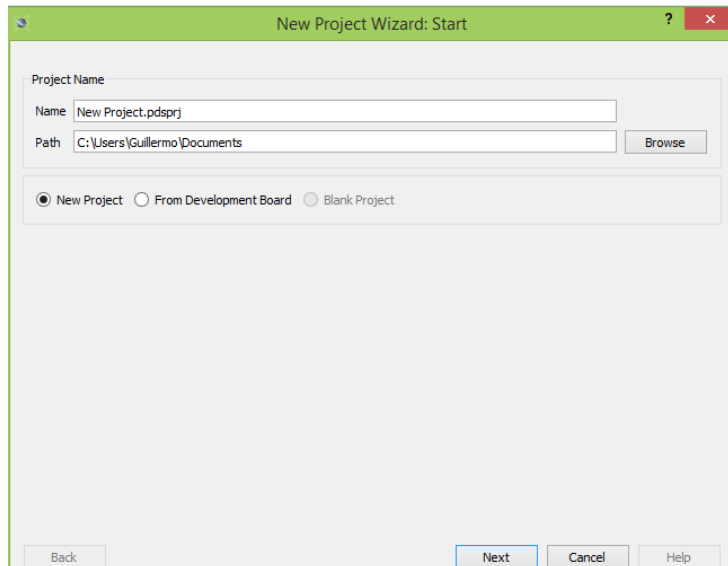 New Project Wizard: Start
?
Project Name
Name New Project.pdsprj
Path C:\Users\Guillermo\Documents Browse
New Project From Development Board Blank Project
Back Next Cancel Help